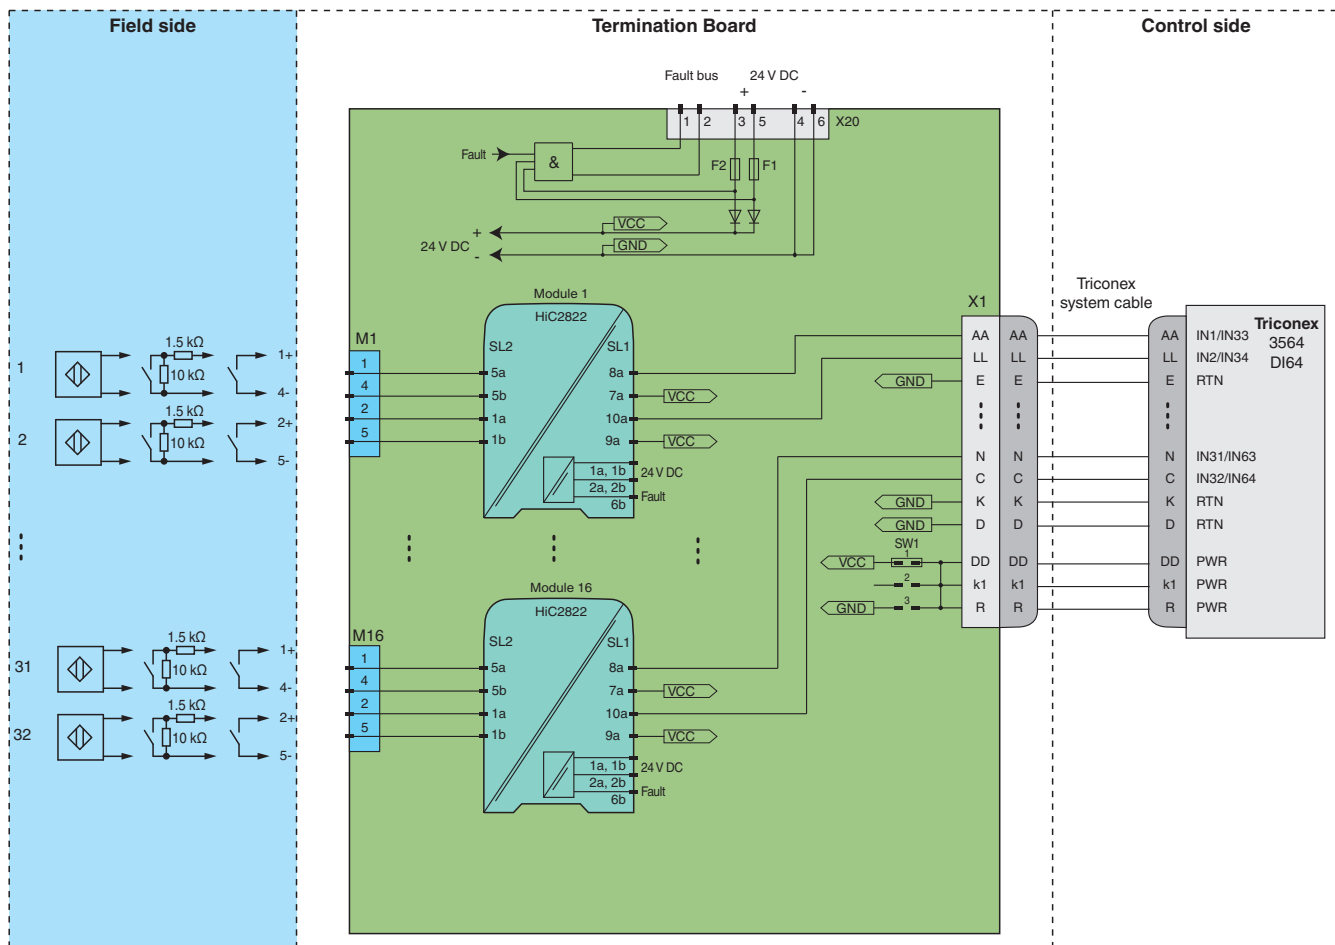 Field side
Termination Board
Control side
Fault bus
24 V DC
+
-
1
2
3
5
4
6
X20
Fault
&
F2
F1
VCC
+
24 V DC
-
GND
Module 1
HiC2822
SL2
SL1
5a
5b
1a
1b
8a
7a
VCC
10a
9a
VCC
1a, 1b
24 V DC
2a, 2b
Fault
6b
M1
1
4
2
5
1
1.5 kΩ
10 kΩ
1+
4-
2
1.5 kΩ
10 kΩ
2+
5-
31
1.5 kΩ
10 kΩ
1+
4-
32
1.5 kΩ
10 kΩ
2+
5-
M16
1
4
2
5
Module 16
HiC2822
SL2
SL1
5a
5b
1a
1b
8a
7a
VCC
10a
9a
VCC
1a, 1b
24 V DC
2a, 2b
Fault
6b
X1
Triconex
system cable
AA AA AA IN1/IN33
LL LL LL IN2/IN34
GND E E E RTN
N N N IN31/IN63
C C C IN32/IN64
GND K K K RTN
GND D D D RTN
SW1
VCC 1 DD DD DD PWR
2 k1 k1 k1 PWR
GND 3 R R R PWR
Triconex
3564
DI64